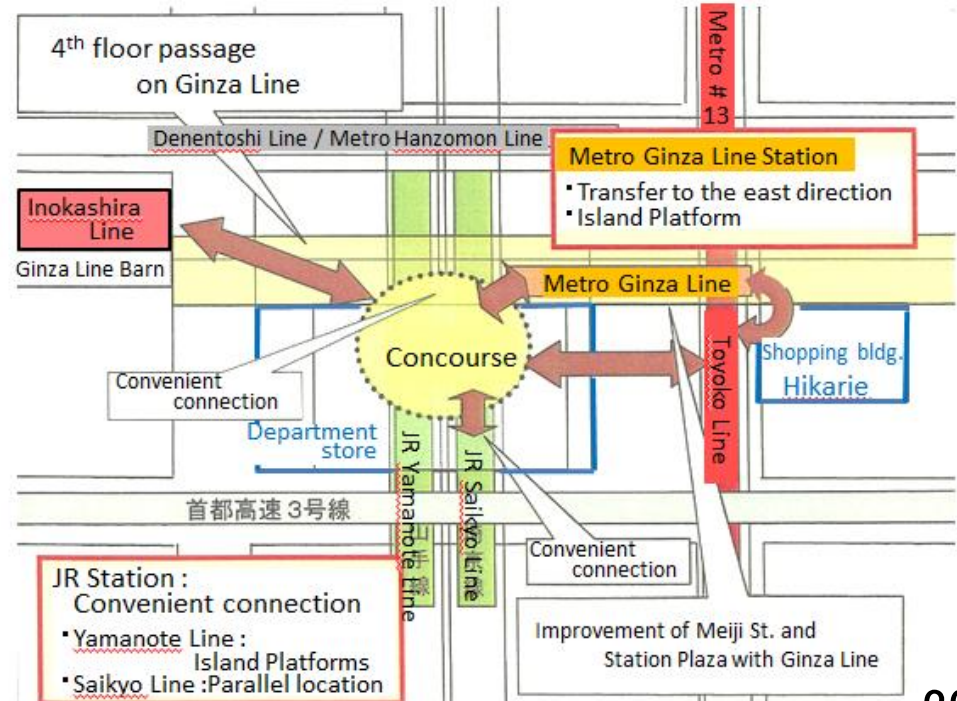 4th floor passage
on Ginza Line
Metro # 13
Denentoshi Line / Metro Hanzomon Line
Metro Ginza Line Station
▪Transfer to the east direction
▪Island Platform
Inokashira
Line
Ginza Line Barn
Metro Ginza Line
Concourse
Toyoko Line
Shopping bldg.
Hikarie
Convenient
connection
Department
store
JR Yamanote Line
JR Saikyo Line
首都高速3号線
Convenient
connection
JR Station :
Convenient connection
▪Yamanote Line :
Island Platforms
▪Saikyo Line :Parallel location
Improvement of Meiji St. and
Station Plaza with Ginza Line